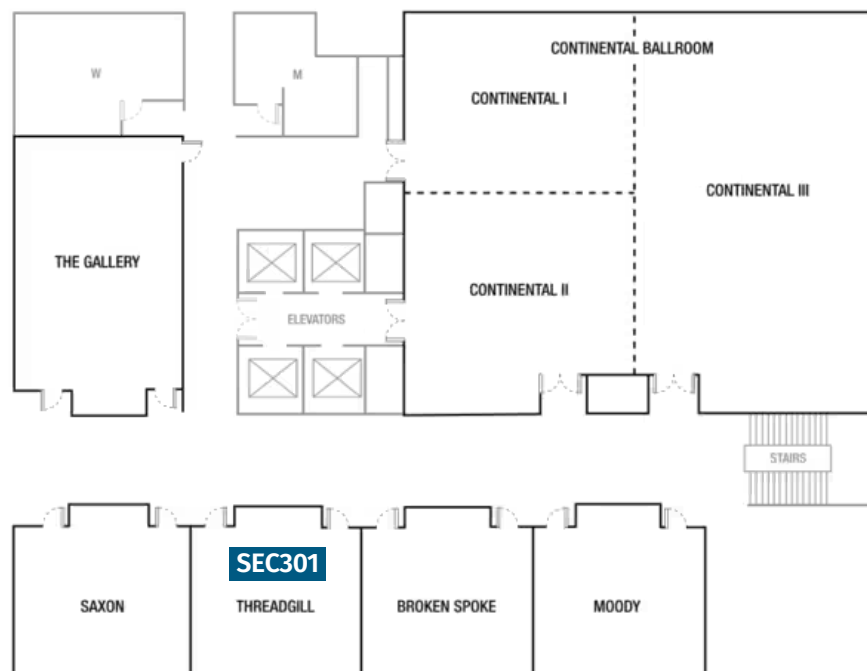 CONTINENTAL BALLROOM
W
M
CONTINENTAL I
CONTINENTAL III
THE GALLERY
CONTINENTAL II
ELEVATORS
STAIRS
SEC301
SAXON
THREADGILL
BROKEN SPOKE
MOODY